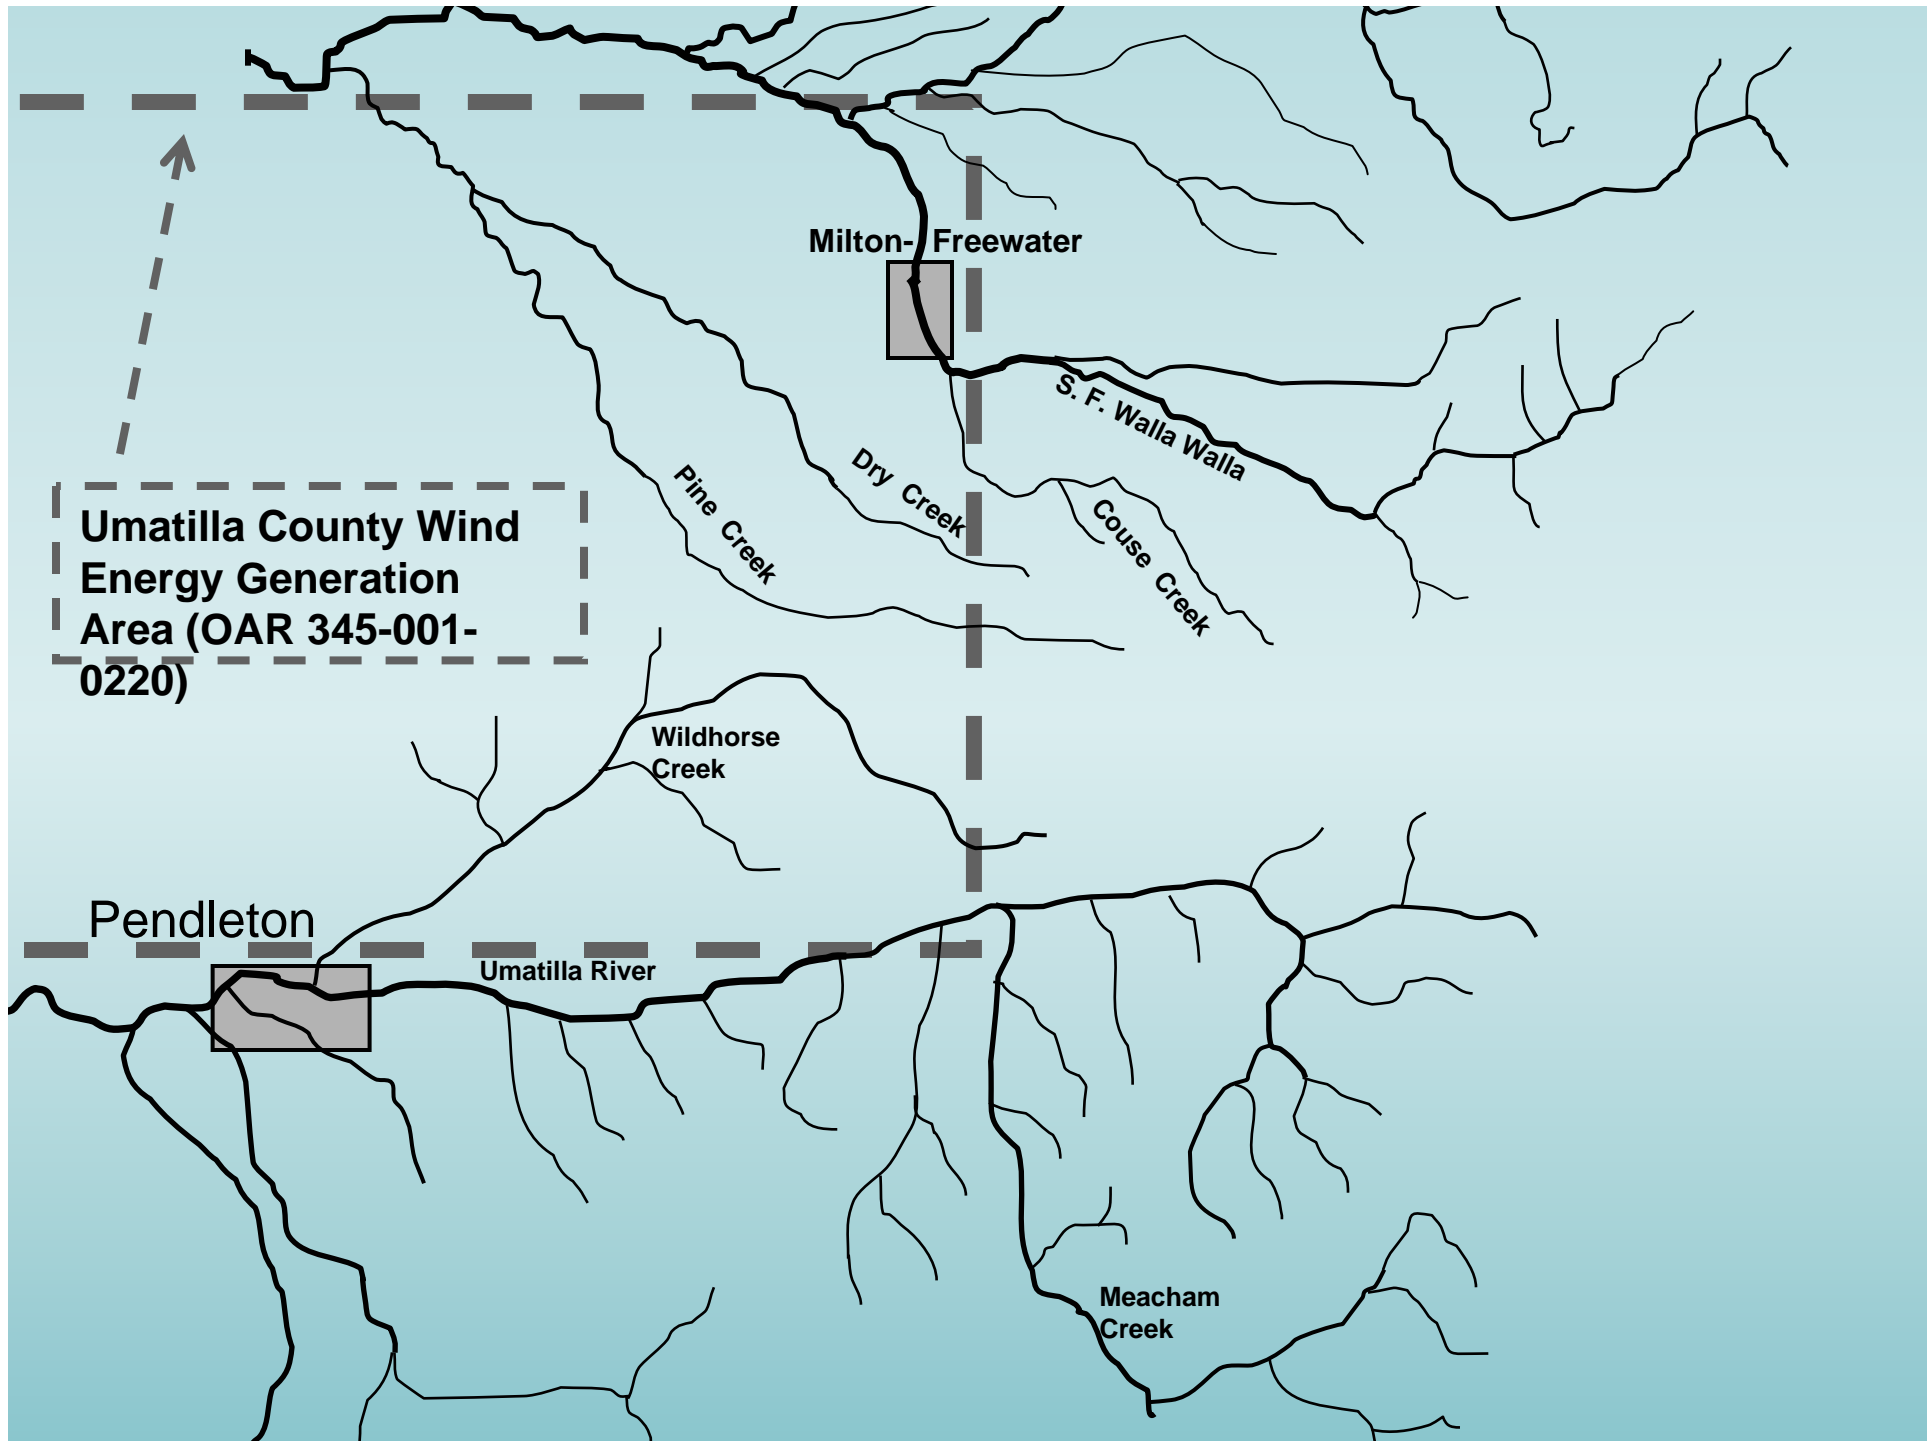 Milton- Freewater
S. F. Walla Walla
Dry Creek
Pine Creek
Couse Creek
Umatilla County Wind
Energy Generation
Area (OAR 345-001-
0220)
Wildhorse
Creek
Pendleton
Umatilla River
Meacham
Creek